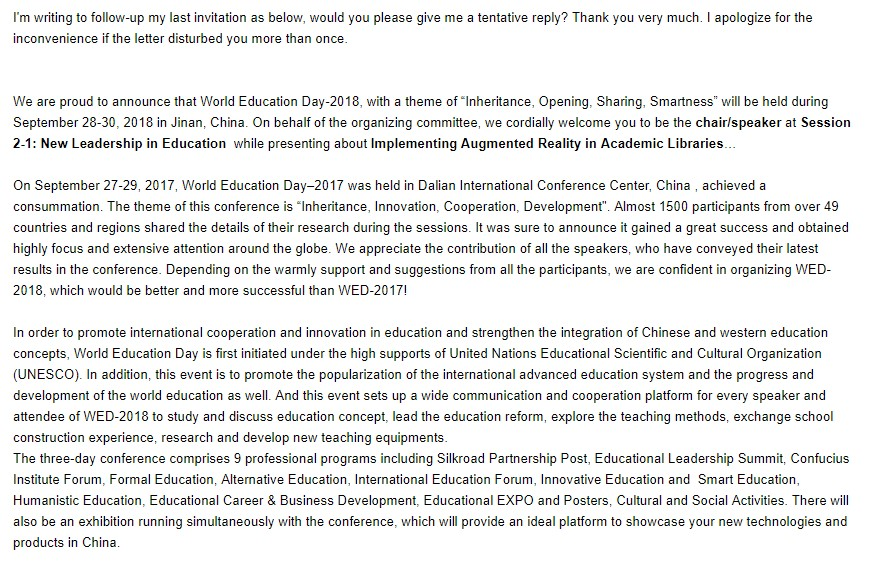 I'm writing to follow-up my last invitation as below, would you please give me a tentative reply? Thank you very much. I apologize for the
inconvenience if the letter disturbed you more than once.
We are proud to announce that World Education Day-2018, with a theme of “Inheritance, Opening, Sharing, Smartness” will be held during
September 28-30, 2018 in Jinan, China. On behalf of the organizing committee, we cordially welcome you to be the chair/speaker at Session
2-1: New Leadership in Education while presenting about Implementing Augmented Reality in Academic Libraries...
On September 27-29, 2017, World Education Day–2017 was held in Dalian International Conference Center, China , achieved a
consummation. The theme of this conference is “Inheritance, Innovation, Cooperation, Development”. Almost 1500 participants from over 49
countries and regions shared the details of their research during the sessions. It was sure to announce it gained a great success and obtained
highly focus and extensive attention around the globe. We appreciate the contribution of all the speakers, who have conveyed their latest
results in the conference. Depending on the warmly support and suggestions from all the participants, we are confident in organizing WED-
2018, which would be better and more successful than WED-2017!
In order to promote international cooperation and innovation in education and strengthen the integration of Chinese and western education
concepts, World Education Day is first initiated under the high supports of United Nations Educational Scientific and Cultural Organization
(UNESCO). In addition, this event is to promote the popularization of the international advanced education system and the progress and
development of the world education as well. And this event sets up a wide communication and cooperation platform for every speaker and
attendee of WED-2018 to study and discuss education concept, lead the education reform, explore the teaching methods, exchange school
construction experience, research and develop new teaching equipments.
The three-day conference comprises 9 professional programs including Silkroad Partnership Post, Educational Leadership Summit, Confucius
Institute Forum, Formal Education, Alternative Education, International Education Forum, Innovative Education and Smart Education,
Humanistic Education, Educational Career & Business Development, Educational EXPO and Posters, Cultural and Social Activities. There will
also be an exhibition running simultaneously with the conference, which will provide an ideal platform to showcase your new technologies and
products in China.